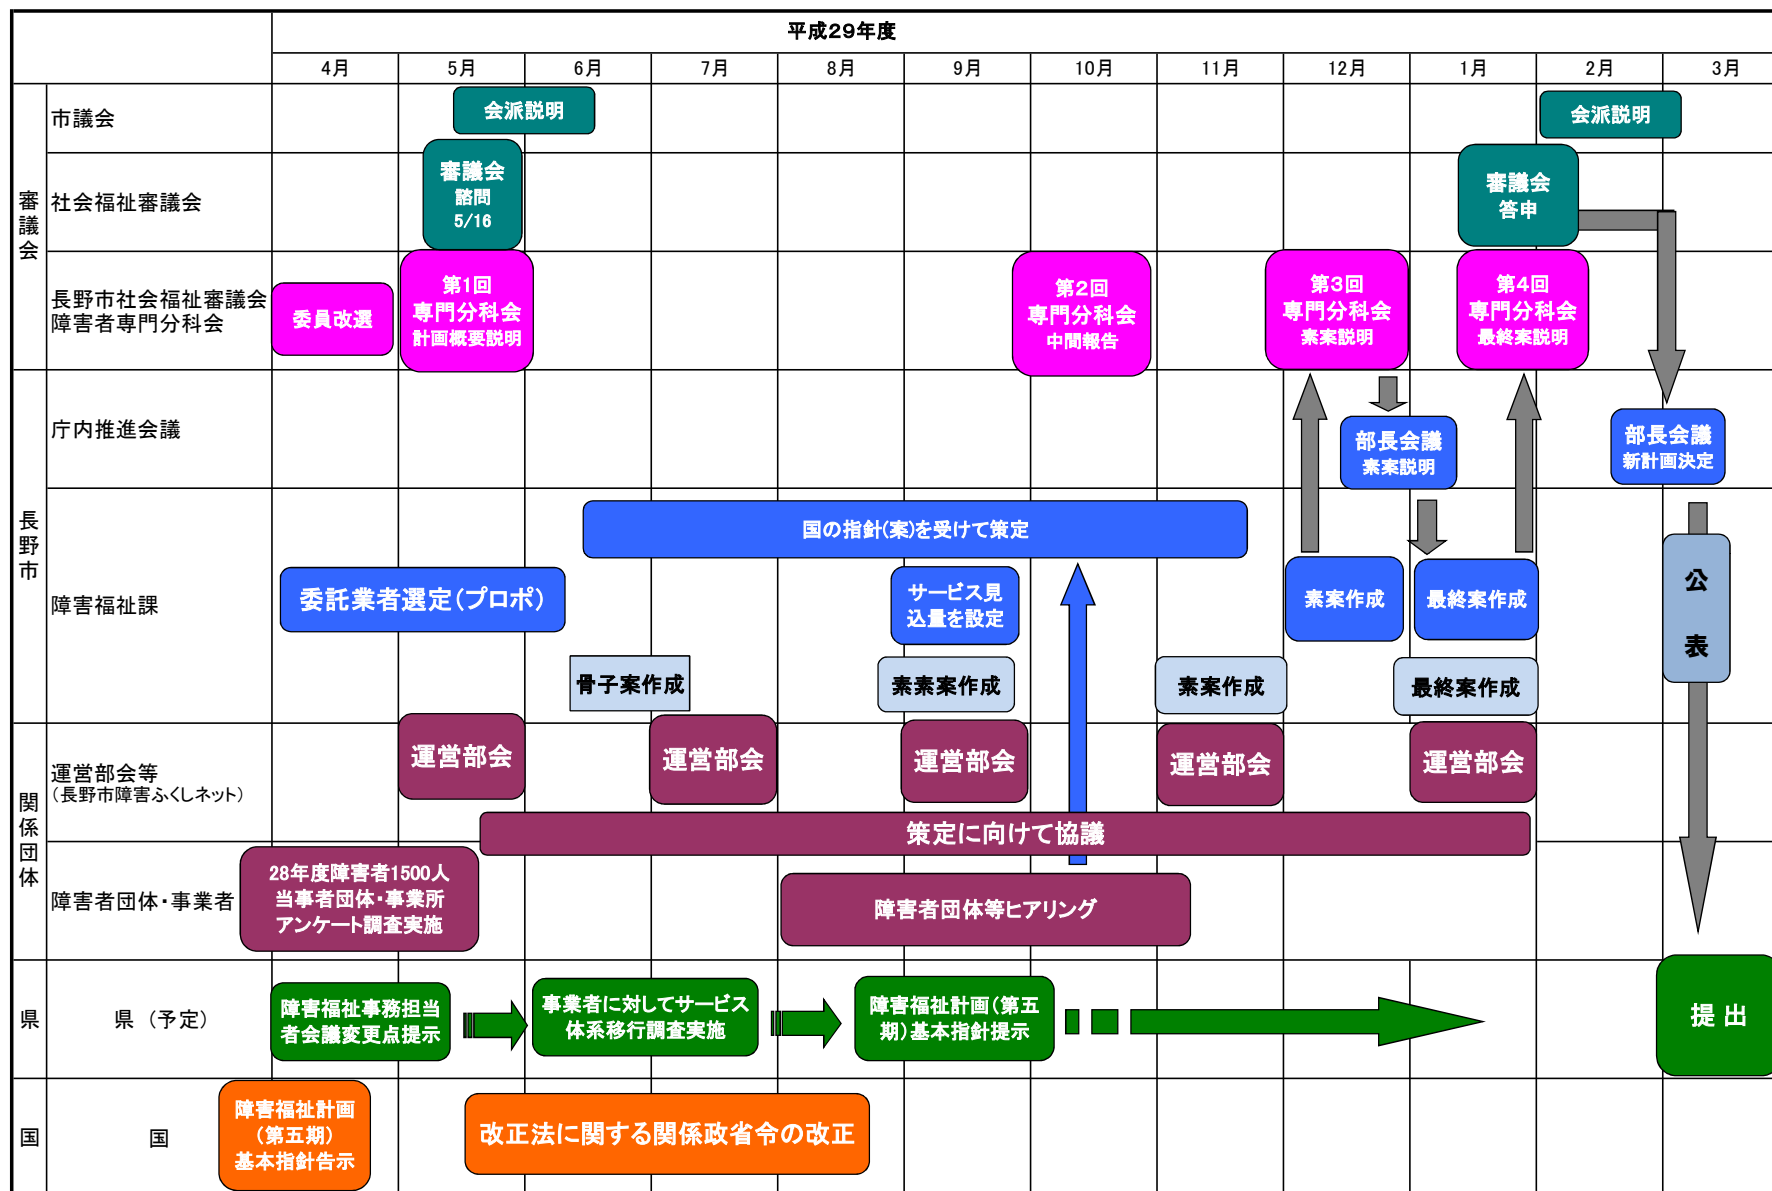 平成29年度
4月 5月 6月 7月 8月 9月 10月 11月 12月 1月 2月 3月
審議会
市議会
会派説明
会派説明
社会福祉審議会
審議会
諮問
5/16
審議会
答申
長野市社会福祉審議会
障害者専門分科会
委員改選
第1回
専門分科会
計画概要説明
第2回
専門分科会
中間報告
第3回
専門分科会
素案説明
第4回
専門分科会
最終案説明
長野市
庁内推進会議
部長会議
素案説明
部長会議
新計画決定
障害福祉課
国の指針(案)を受けて策定
委託業者選定(プロポ)
サービス見
込量を設定
素案作成
最終案作成
公表
骨子案作成
素素案作成
素案作成
最終案作成
関係団体
運営部会等
(長野市障害ふくしネット)
運営部会
運営部会
運営部会
運営部会
運営部会
策定に向けて協議
障害者団体・事業者
28年度障害者1500人
当事者団体・事業所
アンケート調査実施
障害者団体等ヒアリング
県
県 (予定)
障害福祉事務担当
者会議変更点提示
事業者に対してサービス
体系移行調査実施
障害福祉計画(第五
期)基本指針提示
提出
国
国
障害福祉計画
(第五期)
基本指針告示
改正法に関する関係政省令の改正